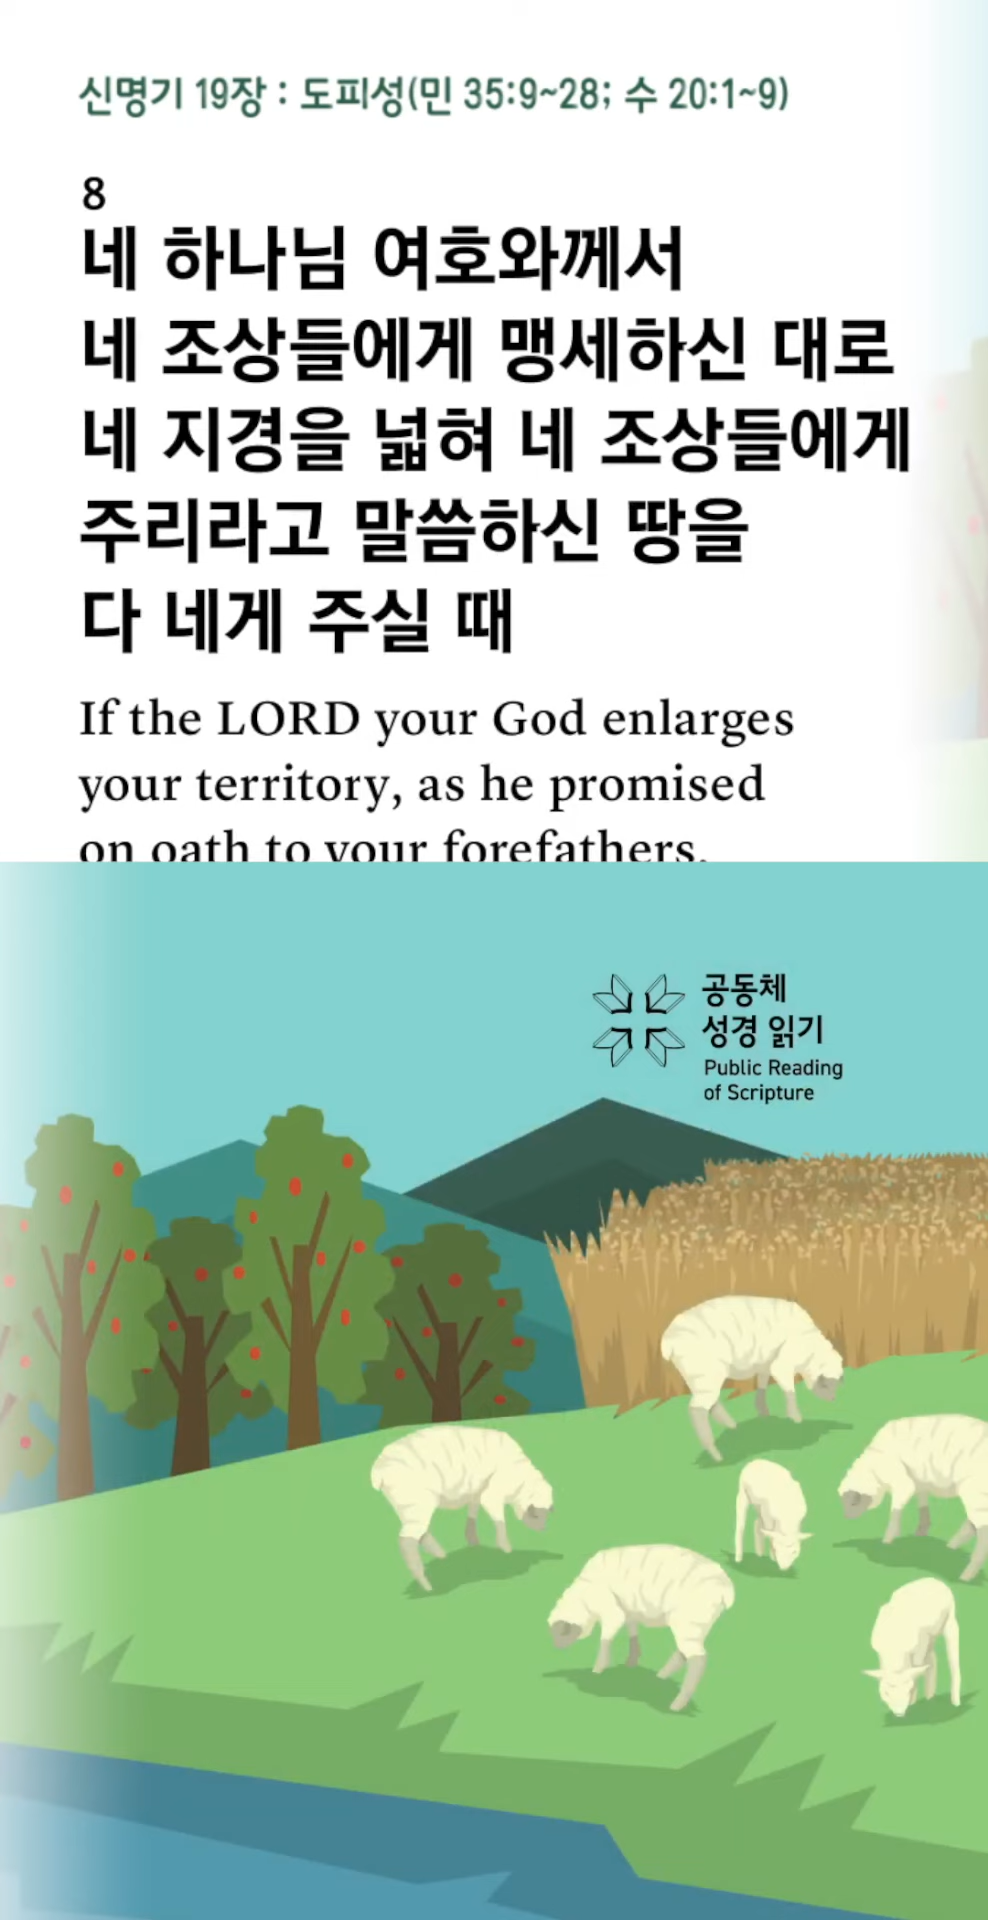 신명기 19장 : 도피성(민 35:9~28; 수 20:1~9)
8
네 하나님 여호와께서
네 조상들에게 맹세하신 대로
네 지경을 넓혀 네 조상들에게
주리라고 말씀하신 땅을
다 네게 주실 때
If the LORD your God enlarges
your territory, as he promised
on oath to your forefathers,
공동체
성경 읽기
Public Reading
of Scripture